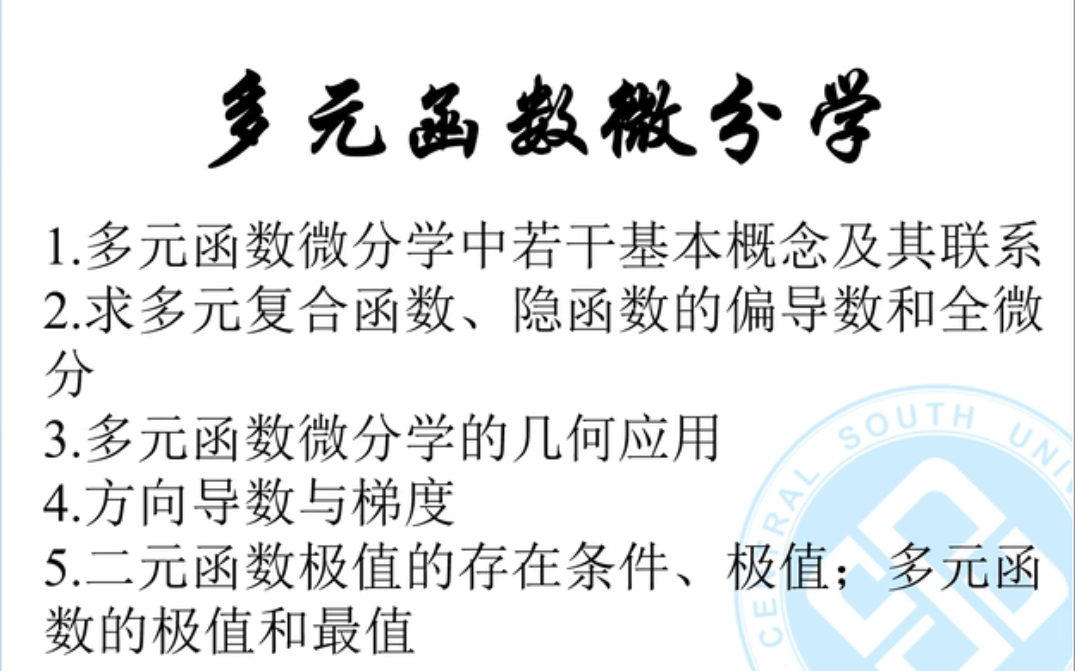 多元函数微分学
1.多元函数微分学中若干基本概念及其联系
2.求多元复合函数、隐函数的偏导数和全微
分
3.多元函数微分学的几何应用
4.方向导数与梯度
5.二元函数极值的存在条件、极值；多元函
数的极值和最值
CENTRAL SOUTH UNI